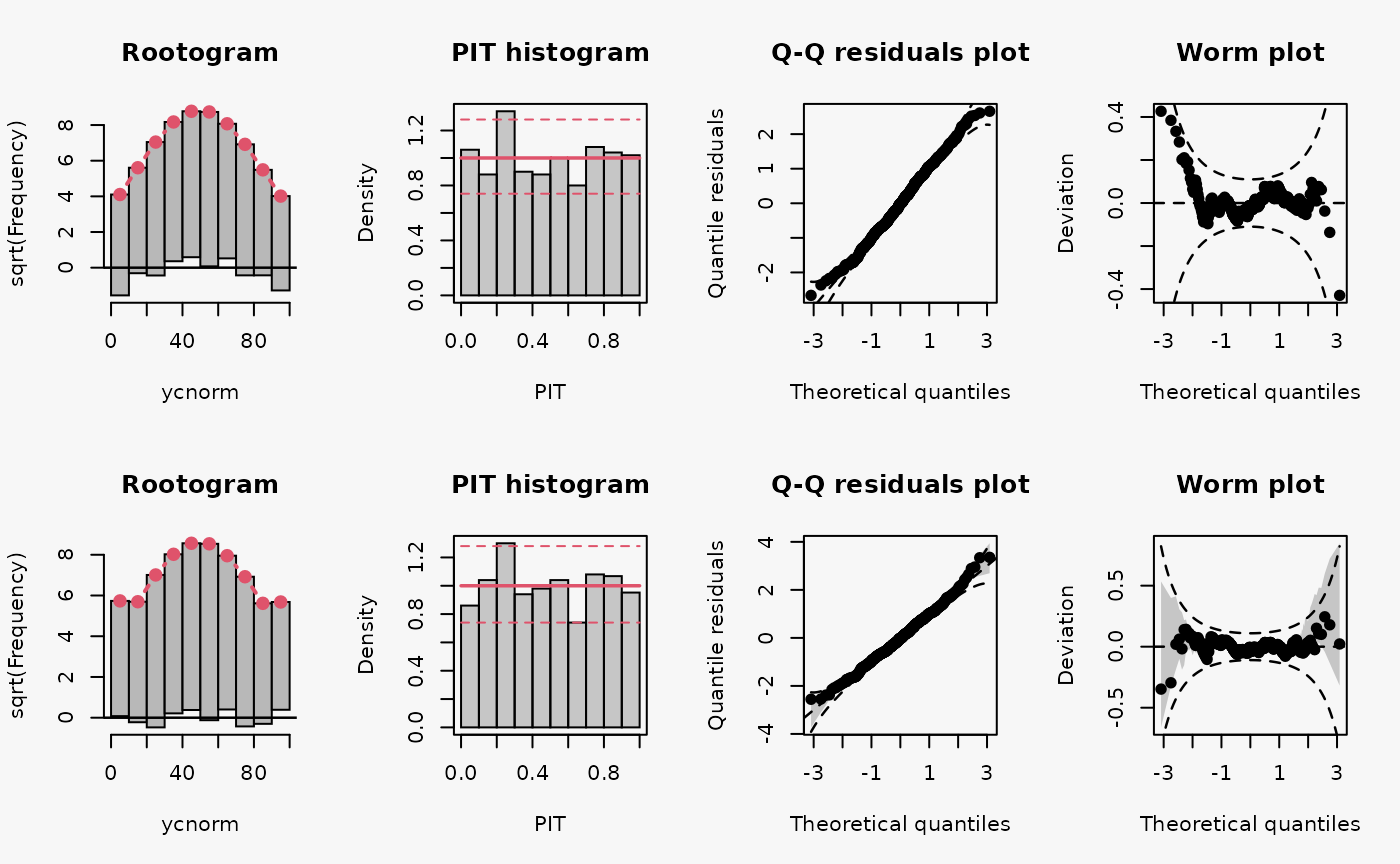 Rootogram
sqrt(Frequency)
8
6
4
2
0
0 40 80
ycnorm
PIT histogram
Density
1.2
0.8
0.4
0.0
0.0 0.4 0.8
PIT
Q-Q residuals plot
Quantile residuals
2
1
0
-2
-3 -1 1 3
Theoretical quantiles
Worm plot
Deviation
0.4
0.0
-0.4
-3 -1 1 3
Theoretical quantiles
Rootogram
sqrt(Frequency)
8
6
4
2
0
0 40 80
ycnorm
PIT histogram
Density
1.2
0.8
0.4
0.0
0.0 0.4 0.8
PIT
Q-Q residuals plot
Quantile residuals
4
2
0
-2
-4
-3 -1 1 3
Theoretical quantiles
Worm plot
Deviation
0.5
0.0
-0.5
-3 -1 1 3
Theoretical quantiles